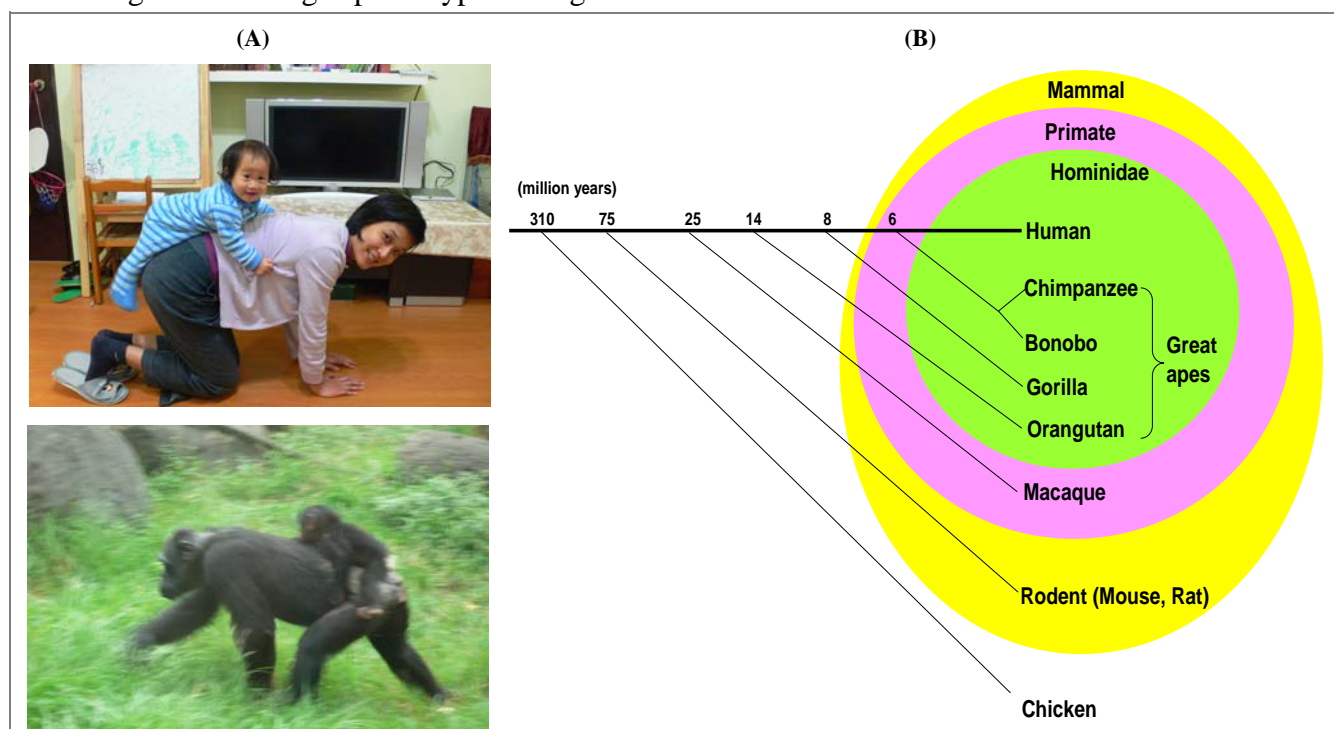 (A)
(B)
Mammal
Primate
Hominidae
(million years)
310 75 25 14 8 6
Human
Chimpanzee
Bonobo
Great
apes
Gorilla
Orangutan
Macaque
Rodent (Mouse, Rat)
Chicken